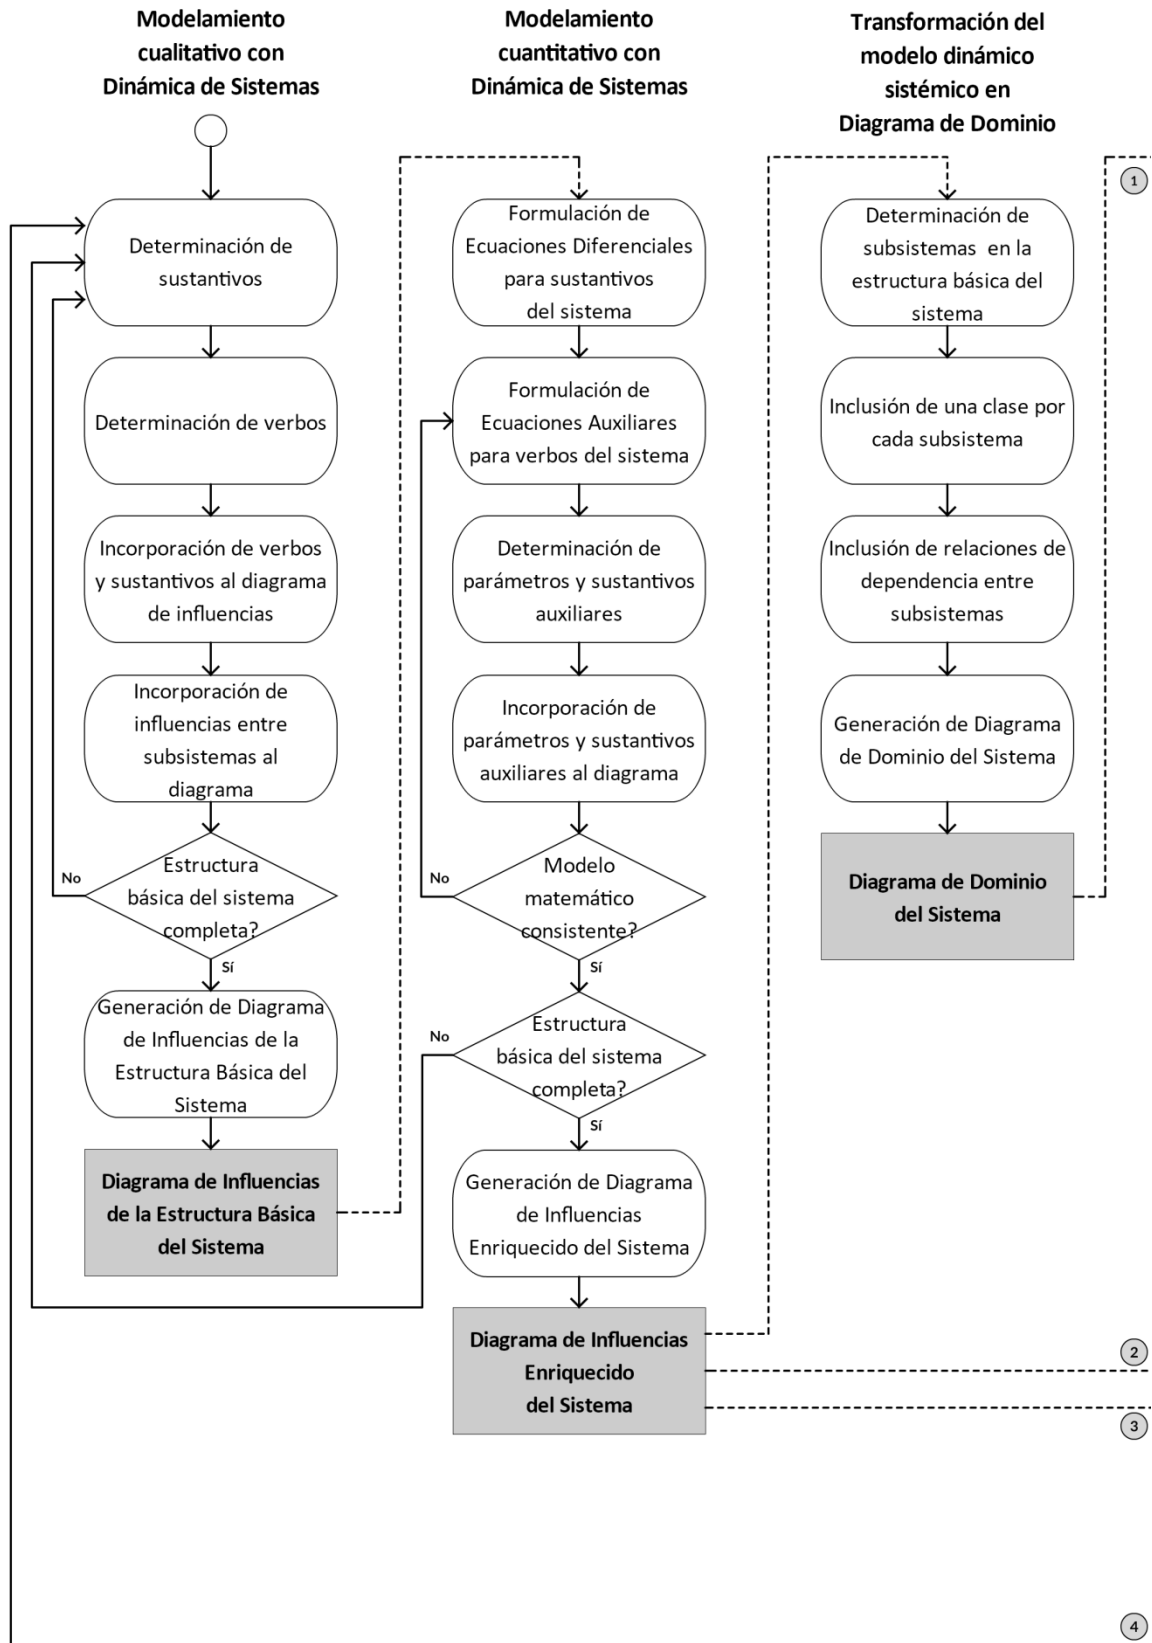 Modelamiento
cualitativo con
Dinámica de Sistemas
Determinación de
sustantivos
Determinación de verbos
Incorporación de verbos
y sustantivos al diagrama
de influencias
Incorporación de
influencias entre
subsistemas al
diagrama
No
Estructura
básica del sistema
completa?
Sí
Generación de Diagrama
de Influencias de la
Estructura Básica del
Sistema
Diagrama de Influencias
de la Estructura Básica
del Sistema
Modelamiento
cuantitativo con
Dinámica de Sistemas
Formulación de
Ecuaciones Diferenciales
para sustantivos
del sistema
Formulación de
Ecuaciones Auxiliares
para verbos del sistema
Determinación de
parámetros y sustantivos
auxiliares
Incorporación de
parámetros y sustantivos
auxiliares al diagrama
No
Modelo
matemático
consistente?
Sí
No
Estructura
básica del sistema
completa?
Sí
Generación de Diagrama
de Influencias
Enriquecido del Sistema
Diagrama de Influencias
Enriquecido
del Sistema
Transformación del
modelo dinámico
sistémico en
Diagrama de Dominio
Determinación de
subsistemas en la
estructura básica del
sistema
Inclusión de una clase por
cada subsistema
Inclusión de relaciones de
dependencia entre
subsistemas
Generación de Diagrama
de Dominio del Sistema
Diagrama de Dominio
del Sistema
1
2
3
4